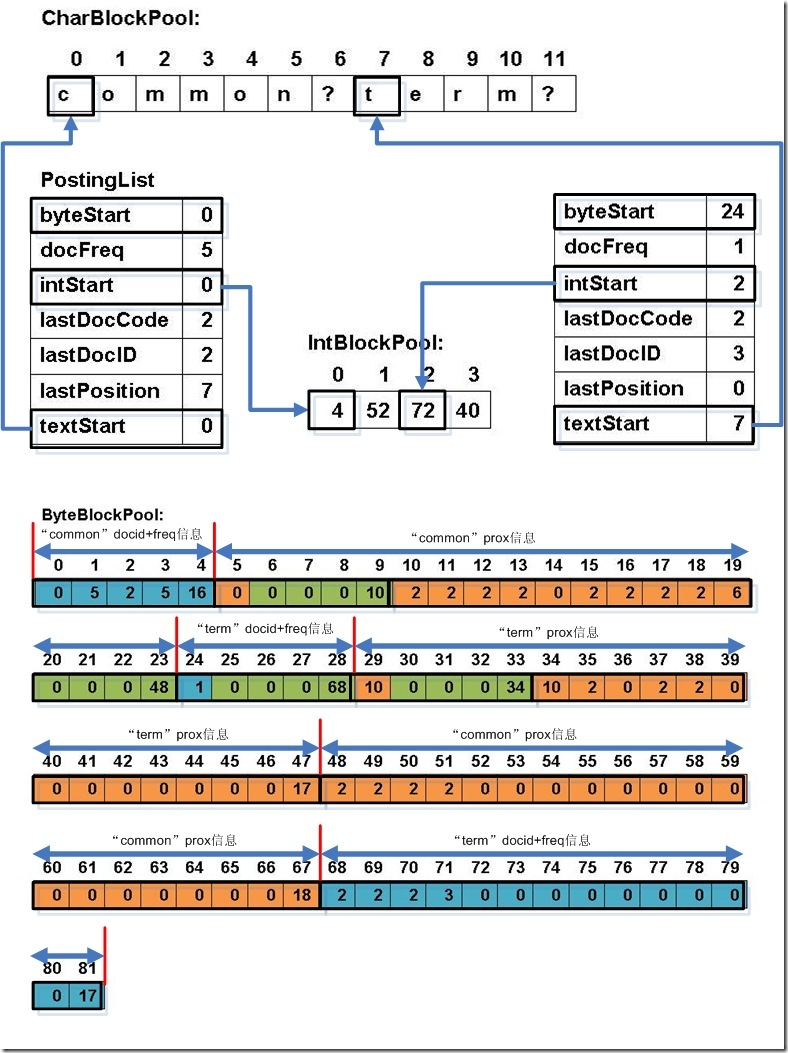 CharBlockPool:
0 1 2 3 4 5 6 7 8 9 10 11
c o m m o n ? t e r m ?
PostingList
byteStart 0
docFreq 5
intStart 0
lastDocCode 2
lastDocID 2
lastPosition 7
textStart 0
byteStart 24
docFreq 1
intStart 2
lastDocCode 2
lastDocID 3
lastPosition 0
textStart 7
IntBlockPool:
0 1 2 3
4 52 72 40
ByteBlockPool:
“common”docid+freq信息 “common”prox信息
0 1 2 3 4 5 6 7 8 9 10 11 12 13 14 15 16 17 18 19
0 5 2 5 16 0 0 0 0 10 2 2 2 2 0 2 2 2 2 6
“term”docid+freq信息 “term”prox信息
20 21 22 23 24 25 26 27 28 29 30 31 32 33 34 35 36 37 38 39
0 0 0 48 1 0 0 0 68 10 0 0 0 34 10 2 0 2 2 0
“term”prox信息 “common”prox信息
40 41 42 43 44 45 46 47 48 49 50 51 52 53 54 55 56 57 58 59
0 0 0 0 0 0 0 17 2 2 2 2 0 0 0 0 0 0 0 0
“common”prox信息 “term”docid+freq信息
60 61 62 63 64 65 66 67 68 69 70 71 72 73 74 75 76 77 78 79
0 0 0 0 0 0 0 18 2 2 2 3 0 0 0 0 0 0 0 0
80 81
0 17